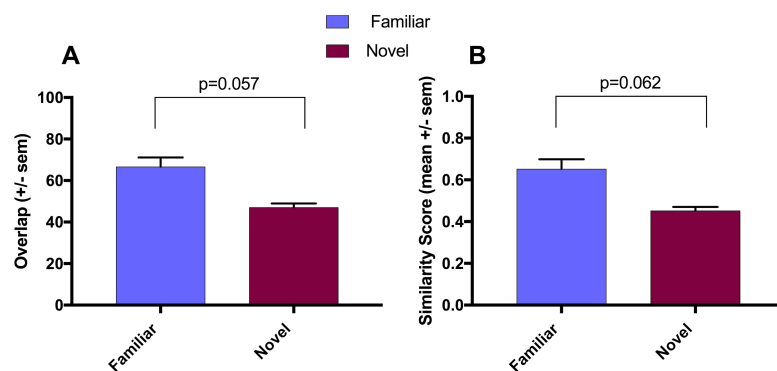 Familiar
Novel
A
p=0.057
Overlap (+/- sem)
100
80
60
40
20
0
Familiar
Novel
B
p=0.062
Similarity Score (mean +/- sem)
1.0
0.8
0.6
0.4
0.2
0.0
Familiar
Novel